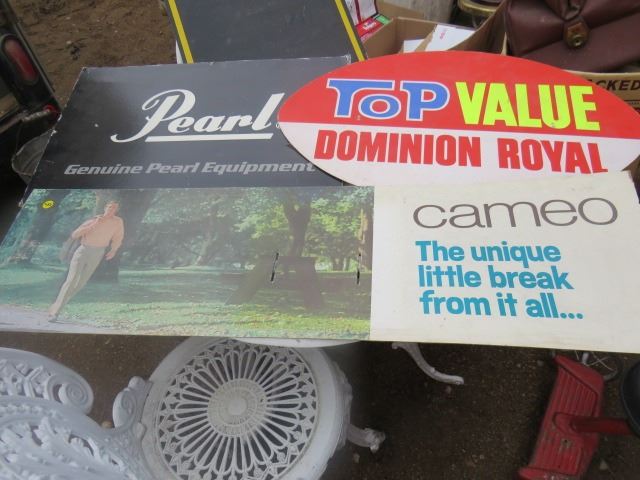 Pearl
Genuine Pearl Equipment
TOP VALUE
DOMINION ROYAL
cameo
The unique
little break
from it all...